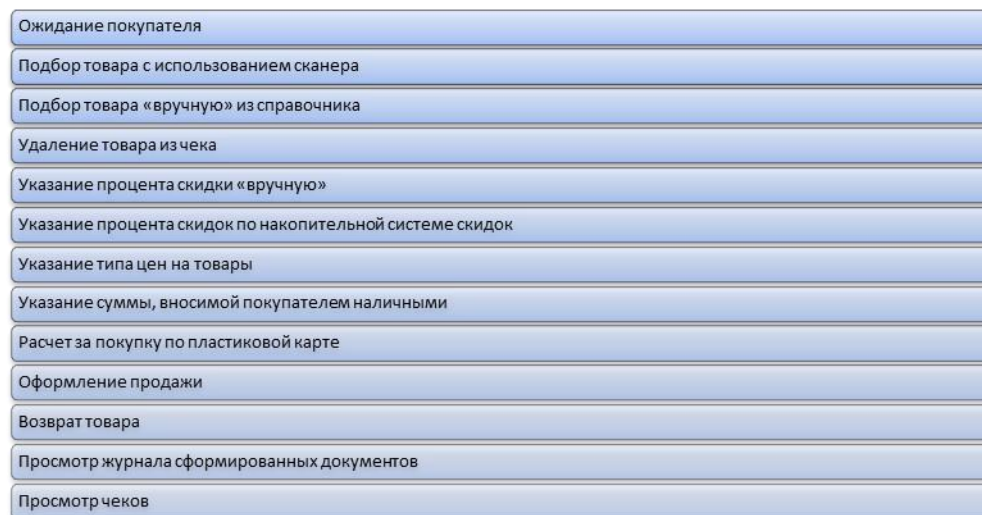 Ожидание покупателя
Подбор товара с использованием сканера
Подбор товара «вручную» из справочника
Удаление товара из чека
Указание процента скидки «вручную»
Указание процента скидок по накопительной системе скидок
Указание типа цен на товары
Указание суммы, вносимой покупателем наличными
Расчет за покупку по пластиковой карте
Оформление продажи
Возврат товара
Просмотр журнала сформированных документов
Просмотр чеков